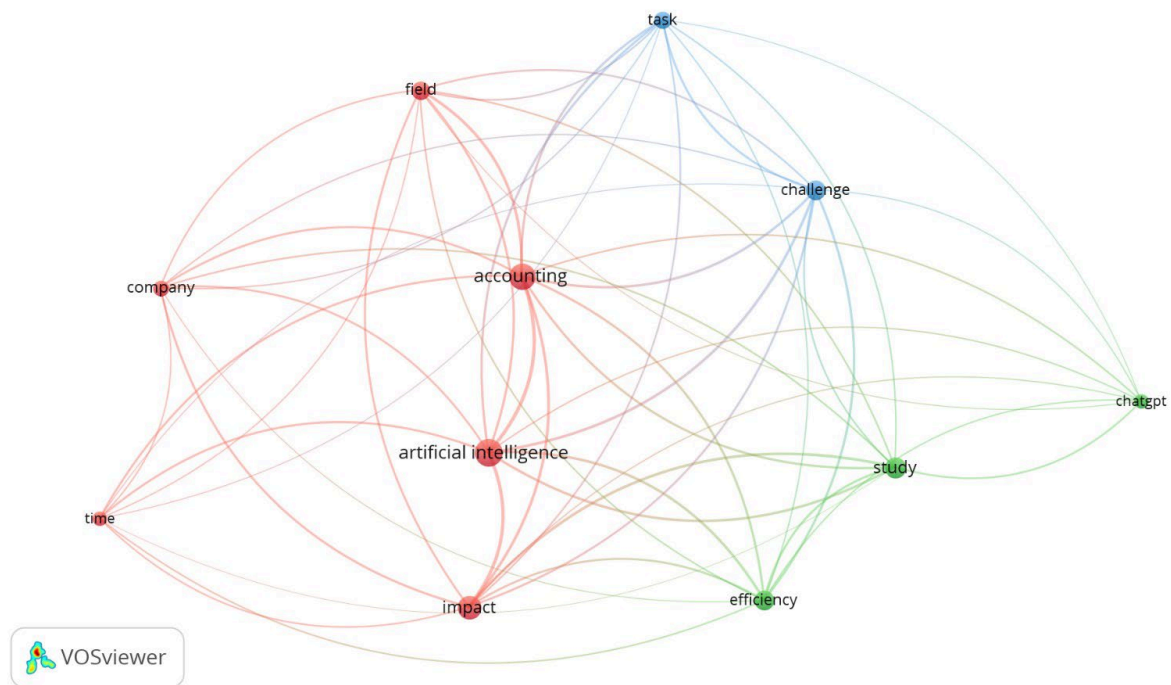 task
field
challenge
accounting
company
chatgpt
artificial intelligence
study
time
efficiency
impact
VOSviewer